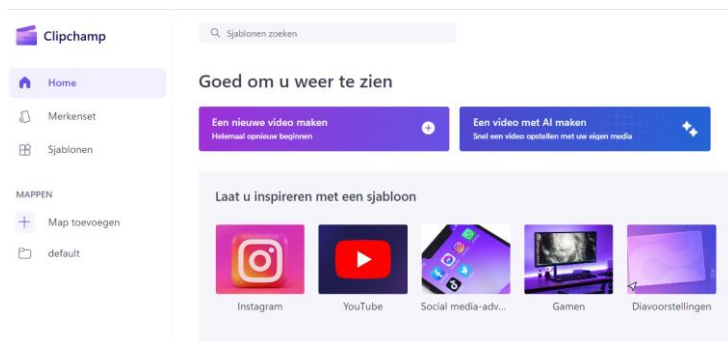 Clipchamp
Sjablonen zoeken
Home
Merkenset
Sjablonen
MAPPEN
Map toevoegen
default
Goed om u weer te zien
Een nieuwe video maken
Helemaal opnieuw beginnen
Een video met AI maken
Snel een video opstellen met uw eigen media
Laat u inspireren met een sjabloon
Instagram
YouTube
Social media-adv...
Gamen
Diavoorstellingen